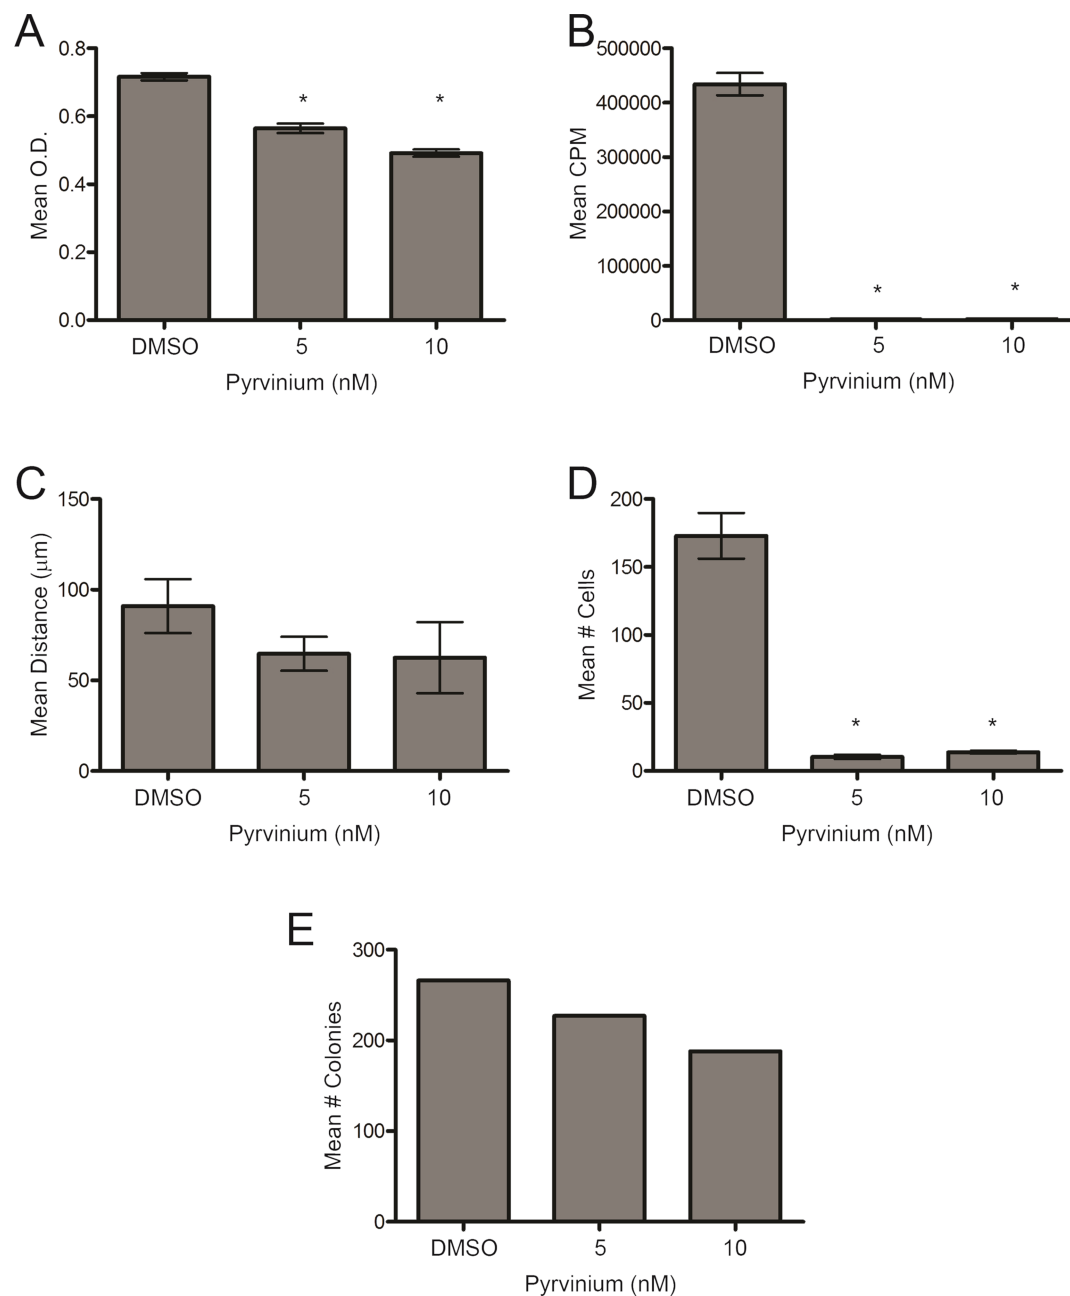 A
Mean O.D.
0.8
0.6
0.4
0.2
0.0
* *
DMSO 5 10
Pyrvinium (nM)
B
Mean CPM
500000
400000
300000
200000
100000
0
* *
DMSO 5 10
Pyrvinium (nM)
C
Mean Distance (µm)
150
100
50
0
DMSO 5 10
Pyrvinium (nM)
D
Mean # Cells
200
150
100
50
0
* *
DMSO 5 10
Pyrvinium (nM)
E
Mean # Colonies
300
200
100
0
DMSO 5 10
Pyrvinium (nM)